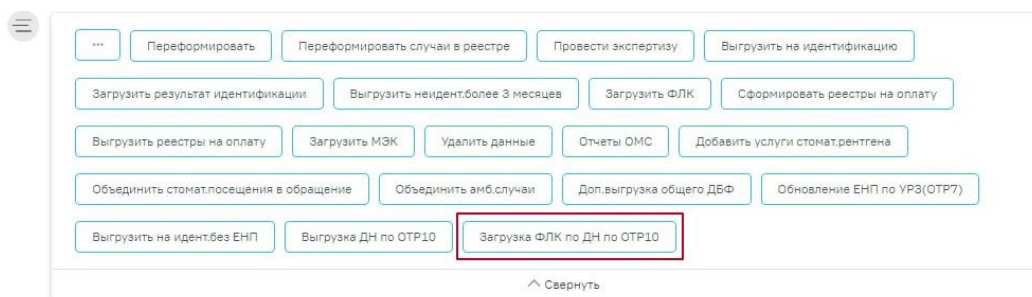 ... Переформировать Переформировать случаи в реестре Провести экспертизу Выгрузить на идентификацию
Загрузить результат идентификации Выгрузить неидент.более 3 месяцев Загрузить ФЛК Сформировать реестры на оплату
Выгрузить реестры на оплату Загрузить МЭК Удалить данные Отчеты ОМС Добавить услуги стомат.рентгена
Объединить стомат.посещения в обращение Объединить амб.случаи Доп.выгрузка общего ДБФ Обновление ЕНП по УРЗ(ОТР7)
Выгрузить на идент.без ЕНП Выгрузка ДН по ОТР10 Загрузка ФЛК по ДН по ОТР10
Свернуть